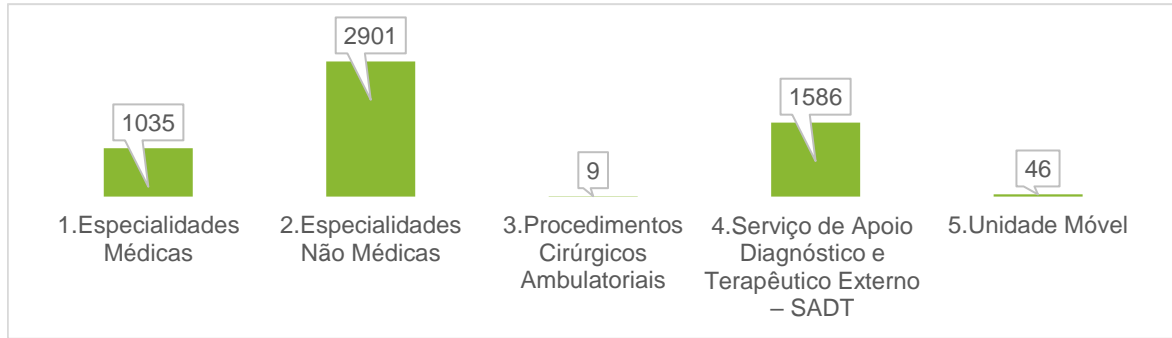 2901
1586
1035
9
46
1.Especialidades
Médicas
2.Especialidades
Não Médicas
3.Procedimentos
Cirúrgicos
Ambulatoriais
4.Serviço de Apoio
Diagnóstico e
Terapêutico Externo
– SADT
5.Unidade Móvel